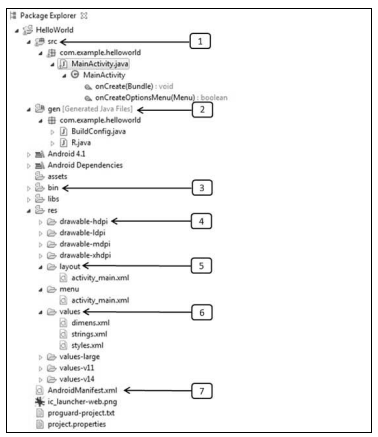 Package Explorer
HelloWorld
src
1
com.example.helloworld
MainActivity.java
MainActivity
onCreate(Bundle) : void
onCreateOptionsMenu(Menu) : boolean
gen [Generated Java Files]
2
com.example.helloworld
BuildConfig.java
R.java
Android 4.1
Android Dependencies
assets
bin
3
libs
res
drawable-hdpi
4
drawable-ldpi
drawable-mdpi
drawable-xhdpi
layout
5
activity_main.xml
menu
activity_main.xml
values
6
dimens.xml
strings.xml
styles.xml
values-large
values-v11
values-v14
AndroidManifest.xml
7
ic_launcher-web.png
proguard-project.txt
project.properties